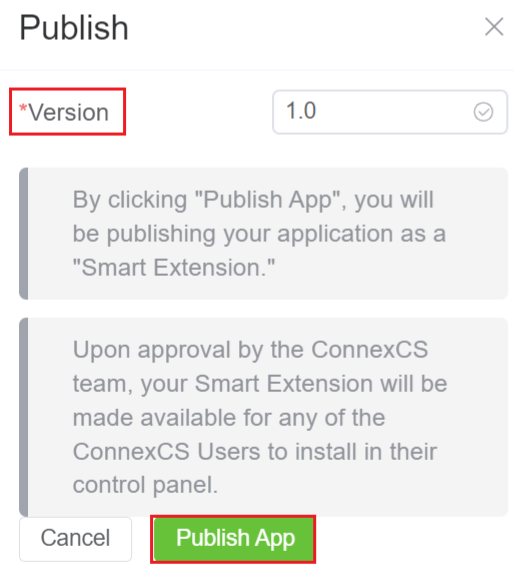 Publish
*Version
1.0
By clicking "Publish App", you will
be publishing your application as a
"Smart Extension."
Upon approval by the ConnexCS
team, your Smart Extension will be
made available for any of the
ConnexCS Users to install in their
control panel.
Cancel
Publish App